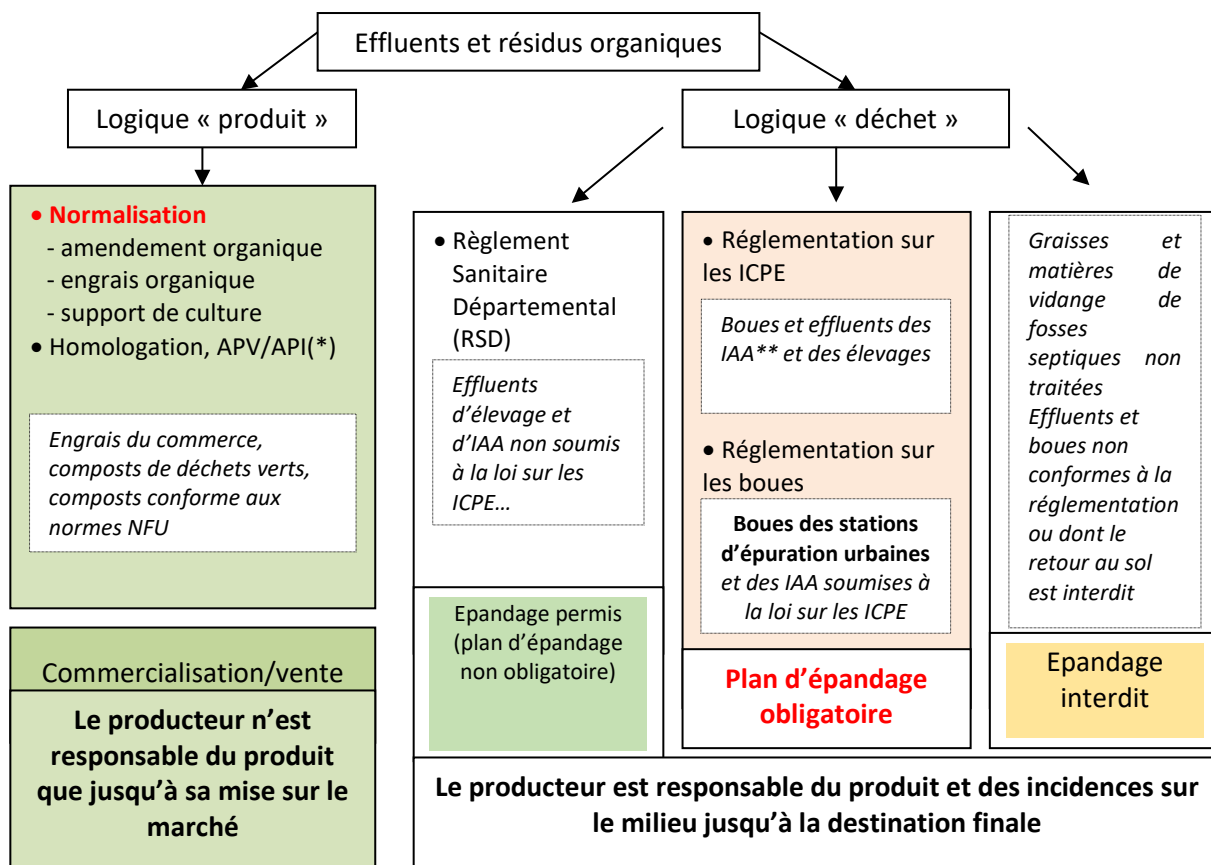 Effluents et résidus organiques
Logique « produit »
Logique « déchet »
• Normalisation
- amendement organique
- engrais organique
- support de culture
• Homologation, APV/API(*)
Engrais du commerce,
composts de déchets verts,
composts conforme aux
normes NFU
Commercialisation/vente
Le producteur n’est
responsable du produit
que jusqu’à sa mise sur le
marché
• Règlement
Sanitaire
Départemental
(RSD)
Effluents
d’élevage et
d’IAA non soumis
à la loi sur les
ICPE…
Epandage permis
(plan d’épandage
non obligatoire)
• Réglementation sur
les ICPE
Boues et effluents des
IAA** et des élevages
• Réglementation sur
les boues
Boues des stations
d’épuration urbaines
et des IAA soumises à
la loi sur les ICPE
Plan d’épandage
obligatoire
Graisses et
matières de
vidange de
fosses
septiques non
traitées
Effluents et
boues non
conformes à la
réglementation
ou dont le
retour au sol
est interdit
Epandage
interdit
Le producteur est responsable du produit et des incidences sur
le milieu jusqu’à la destination finale